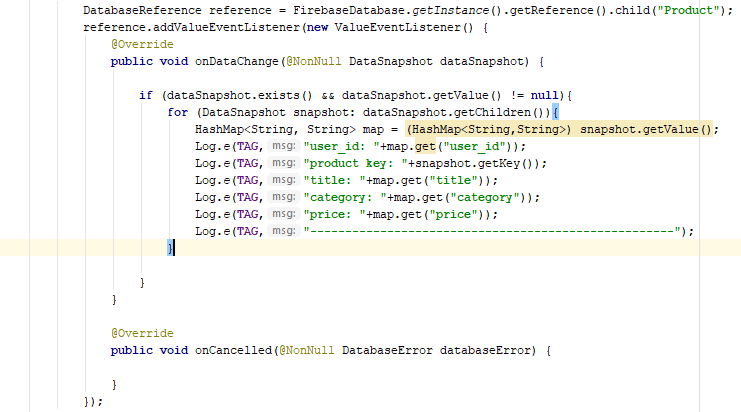 DatabaseReference reference = FirebaseDatabase.getInstance().getReference().child("Product");
reference.addValueEventListener(new ValueEventListener() {
@Override
public void onDataChange(@NonNull DataSnapshot dataSnapshot) {
if (dataSnapshot.exists() && dataSnapshot.getValue() != null){
for (DataSnapshot snapshot: dataSnapshot.getChildren()){
HashMap<String, String> map = (HashMap<String,String>) snapshot.getValue();
Log.e(TAG, msg: "user_id: "+map.get("user_id"));
Log.e(TAG, msg: "product key: "+snapshot.getKey());
Log.e(TAG, msg: "title: "+map.get("title"));
Log.e(TAG, msg: "category: "+map.get("category"));
Log.e(TAG, msg: "price: "+map.get("price"));
Log.e(TAG, msg: "----------------------------------------------------");
}
}
}
@Override
public void onCancelled(@NonNull DatabaseError databaseError) {
}
});